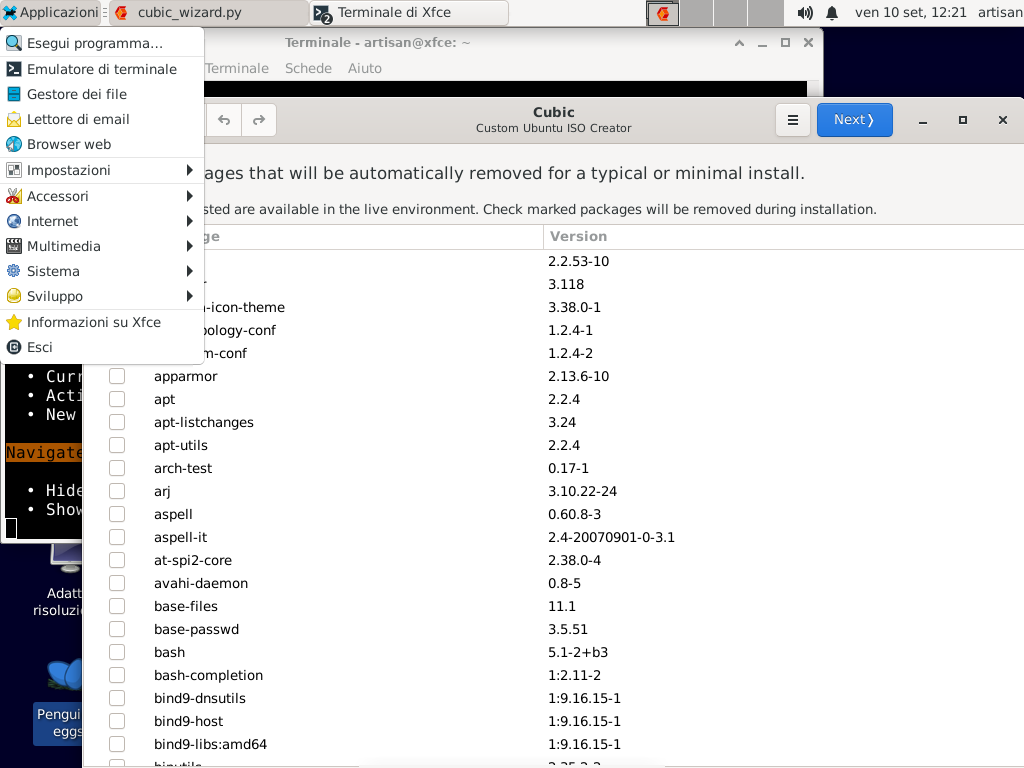 Applicazioni
cubic_wizard.py
2 Terminale di Xfce
ven 10 set, 12:21
artisan
Esegui programma...
Emulatore di terminale
Gestore dei file
Lettore di email
Browser web
Impostazioni
Accessori
Internet
Multimedia
Sistema
Sviluppo
Informazioni su Xfce
Esci
Terminale - artisan@xfce: ~
Terminale Schede Aiuto
Cubic
Custom Ubuntu ISO Creator
Next❭
ages that will be automatically removed for a typical or minimal install.
sted are available in the live environment. Check marked packages will be removed during installation.
ge Version
2.2.53-10
3.118
-icon-theme 3.38.0-1
pology-conf 1.2.4-1
m-conf 1.2.4-2
apparmor 2.13.6-10
apt 2.2.4
apt-listchanges 3.24
apt-utils 2.2.4
arch-test 0.17-1
arj 3.10.22-24
aspell 0.60.8-3
aspell-it 2.4-20070901-0-3.1
at-spi2-core 2.38.0-4
avahi-daemon 0.8-5
base-files 11.1
base-passwd 3.5.51
bash 5.1-2+b3
bash-completion 1:2.11-2
bind9-dnsutils 1:9.16.15-1
bind9-host 1:9.16.15-1
bind9-libs:amd64 1:9.16.15-1
• Curr
• Acti
• New
Navigate
• Hide
• Show
Adatt
risoluzi
Pengui
eggs